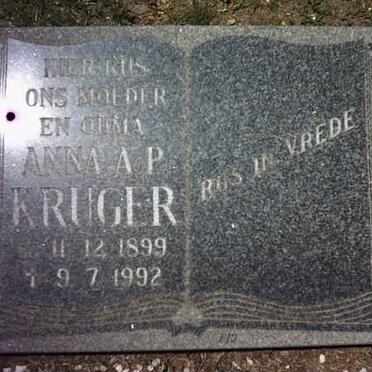 HIER RUS
ONS MOEDER
EN OUMA
ANNA A.P.
KRUGER
* 11.12.1899
† 9.7.1992
RUS IN VREDE